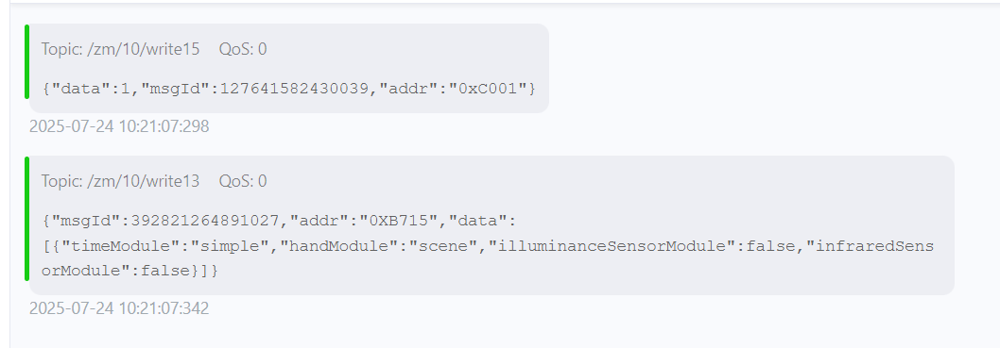 Topic: /zm/10/write15 QoS: 0
{"data":1,"msgId":127641582430039,"addr":"0xC001"}
2025-07-24 10:21:07:298
Topic: /zm/10/write13 QoS: 0
{"msgId":392821264891027,"addr":"0XB715","data":
[{"timeModule":"simple","handModule":"scene","illuminanceSensorModule":false,"infraredSens
orModule":false}]}
2025-07-24 10:21:07:342